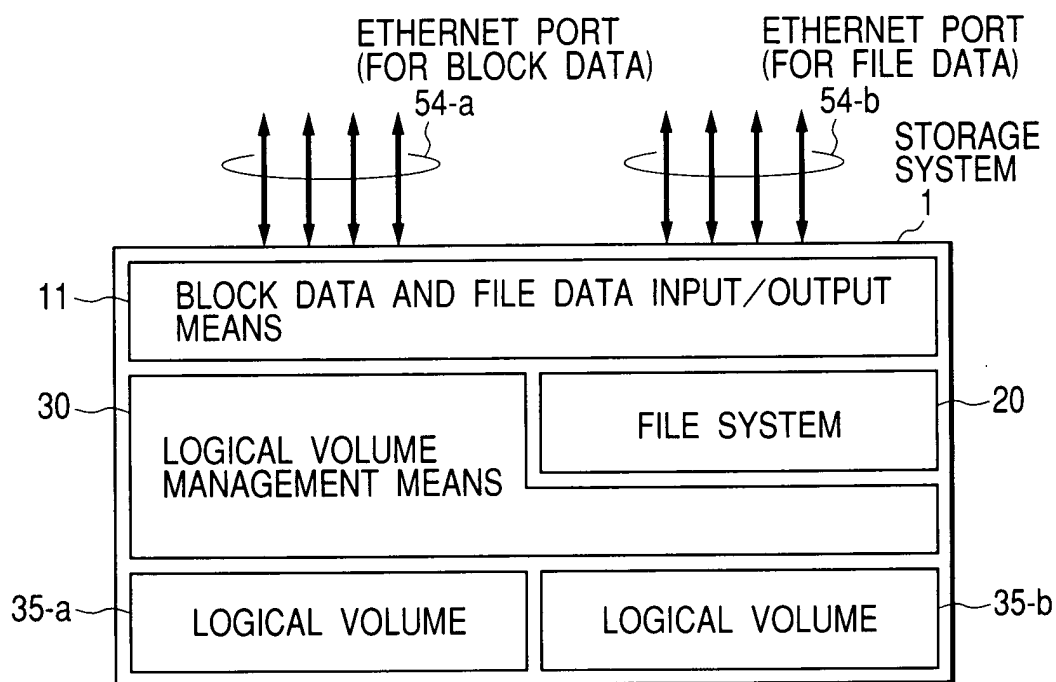 ETHERNET PORT
(FOR BLOCK DATA)
54-a
ETHERNET PORT
(FOR FILE DATA)
54-b
STORAGE
SYSTEM
1
11
BLOCK DATA AND FILE DATA INPUT/OUTPUT
MEANS
30
LOGICAL VOLUME
MANAGEMENT MEANS
FILE SYSTEM
20
35-a
LOGICAL VOLUME
LOGICAL VOLUME
35-b